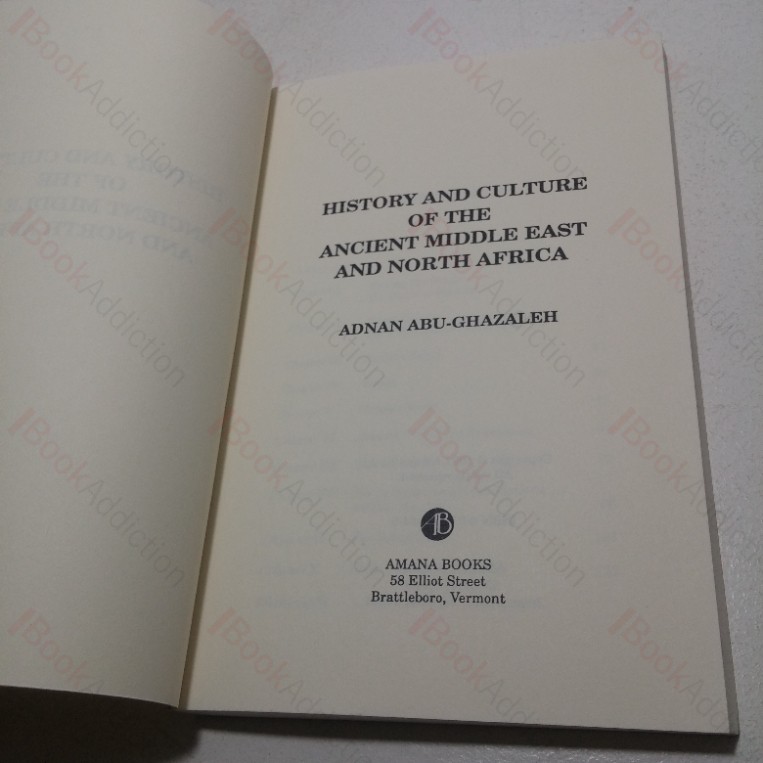 HISTORY AND CULTURE
OF THE
ANCIENT MIDDLE EAST
AND NORTH AFRICA
ADNAN ABU-GHAZALEH
AB
AMANA BOOKS
58 Elliot Street
Brattleboro, Vermont
BookAddiction